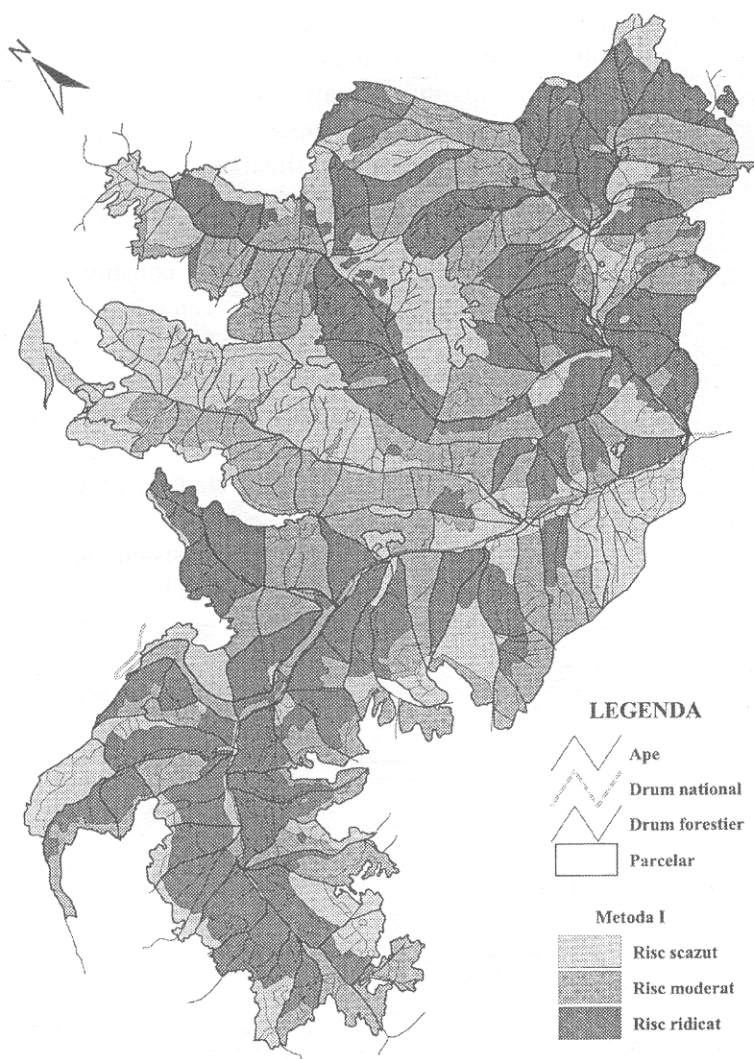 N
LEGENDA
Ape
Drum national
Drum forestier
Parcelar
Metoda I
Risc scazut
Risc moderat
Risc ridicat